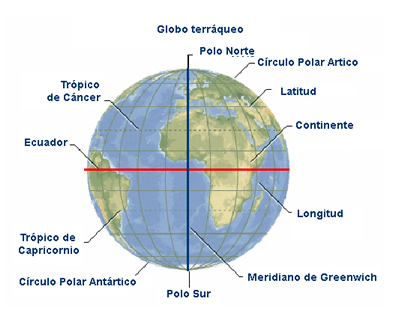 Globo terráqueo
Polo Norte
Círculo Polar Artico
Trópico
de Cáncer
Latitud
Continente
Ecuador
Longitud
Trópico de
Capricornio
Círculo Polar Antártico
Meridiano de Greenwich
Polo Sur